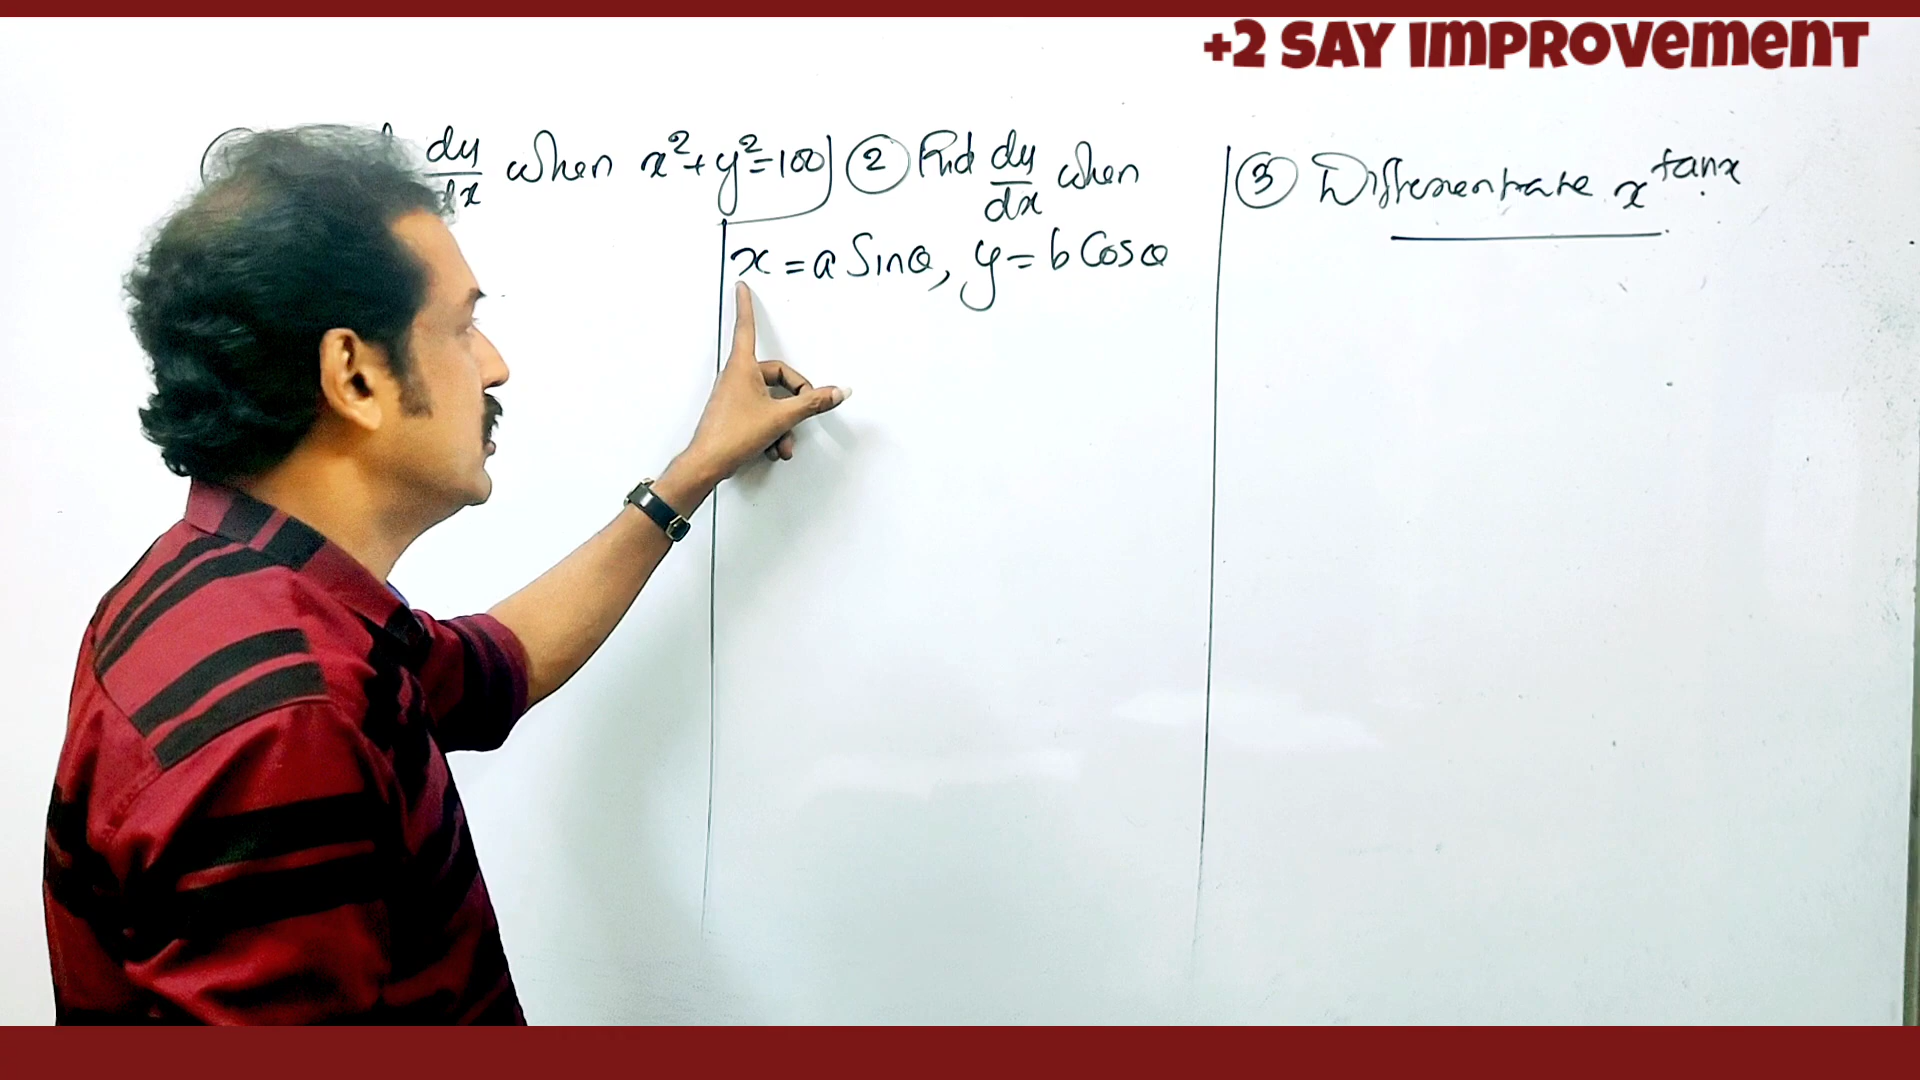 +2 SAY IMPROVEMENT
dy/dx when x²+y²=100
② Find dy/dx when
x = a Sinθ, y = b Cosθ
③ Differentiate x^tanx